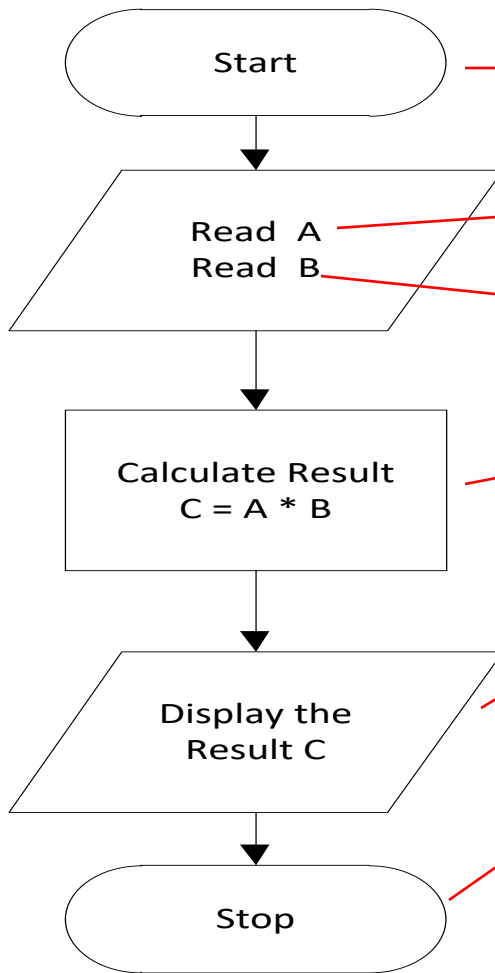 Start
Read  A
Read  B
Calculate Result
C = A * B
Display the
Result C
Stop